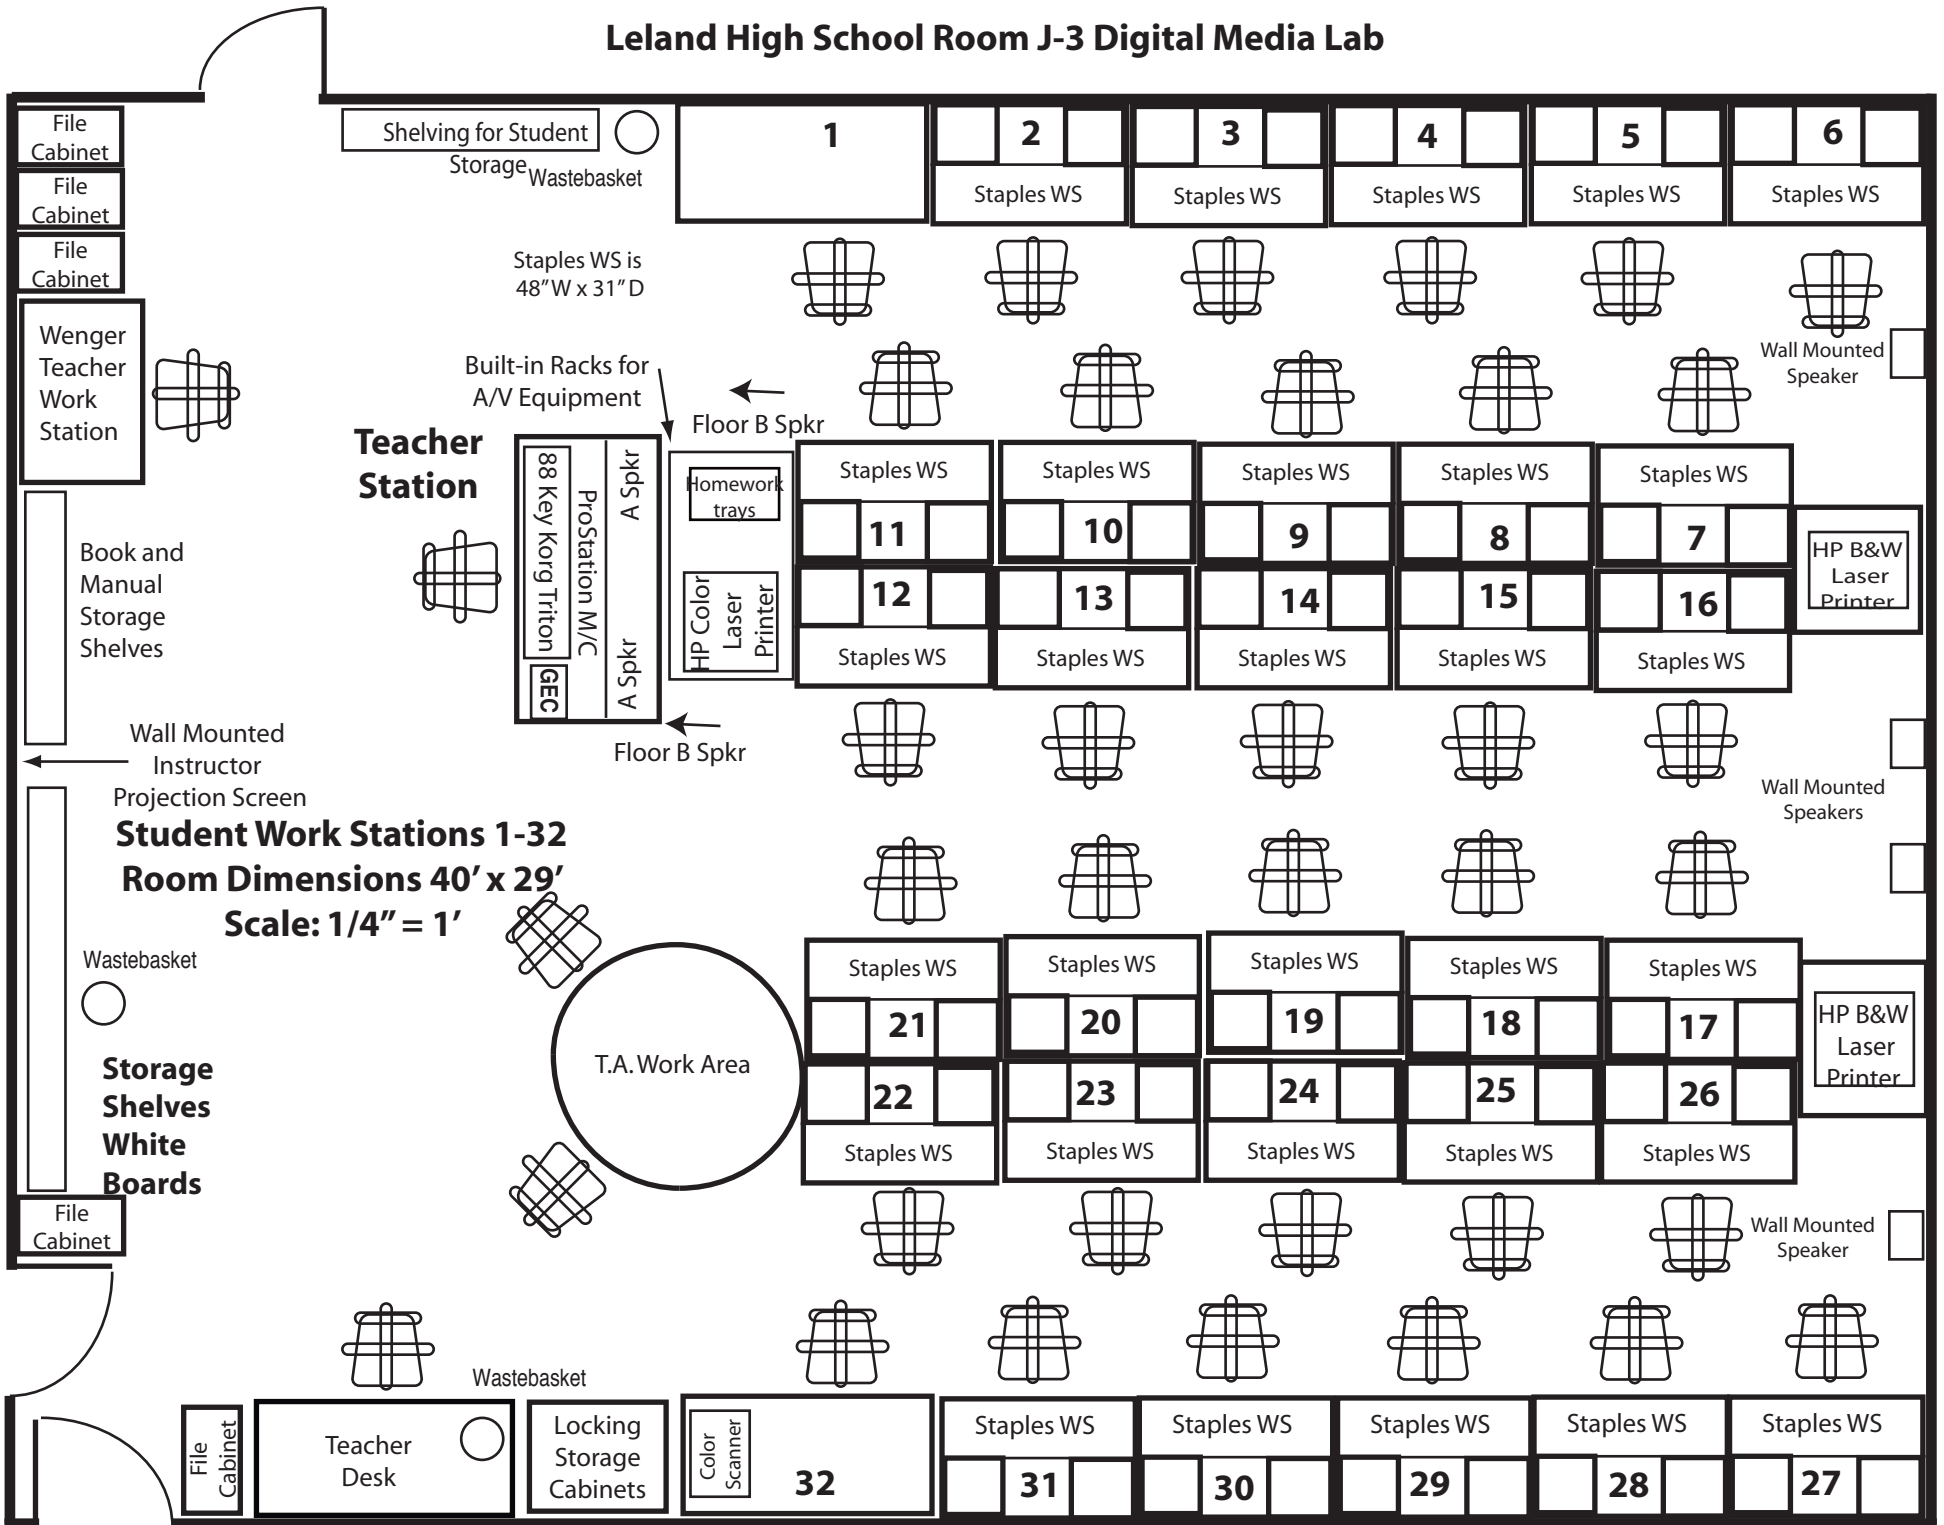 Leland High School Room J-3 Digital Media Lab
File
Cabinet
File
Cabinet
File
Cabinet
Shelving for Student
Storage
Wastebasket
1
2
Staples WS
3
Staples WS
4
Staples WS
5
Staples WS
6
Staples WS
Staples WS is
48"W x 31"D
Wenger
Teacher
Work
Station
Wall Mounted
Speaker
Built-in Racks for
A/V Equipment
Floor B Spkr
Teacher
Station
88 Key Korg Triton
GEC
ProStation M/C
A Spkr
A Spkr
Homework
trays
HP Color
Laser
Printer
Staples WS
11
Staples WS
10
Staples WS
9
Staples WS
8
Staples WS
7
12
Staples WS
13
Staples WS
14
Staples WS
15
Staples WS
16
Staples WS
HP B&W
Laser
Printer
Book and
Manual
Storage
Shelves
Floor B Spkr
Wall Mounted
Instructor
Projection Screen
Wall Mounted
Speakers
Student Work Stations 1-32
Room Dimensions 40' x 29'
Scale: 1/4" = 1'
Wastebasket
Storage
Shelves
White
Boards
T.A. Work Area
Staples WS
21
Staples WS
20
Staples WS
19
Staples WS
18
Staples WS
17
22
Staples WS
23
Staples WS
24
Staples WS
25
Staples WS
26
Staples WS
HP B&W
Laser
Printer
File
Cabinet
Wall Mounted
Speaker
Wastebasket
File
Cabinet
Teacher
Desk
Locking
Storage
Cabinets
Color
Scanner
32
Staples WS
31
Staples WS
30
Staples WS
29
Staples WS
28
Staples WS
27